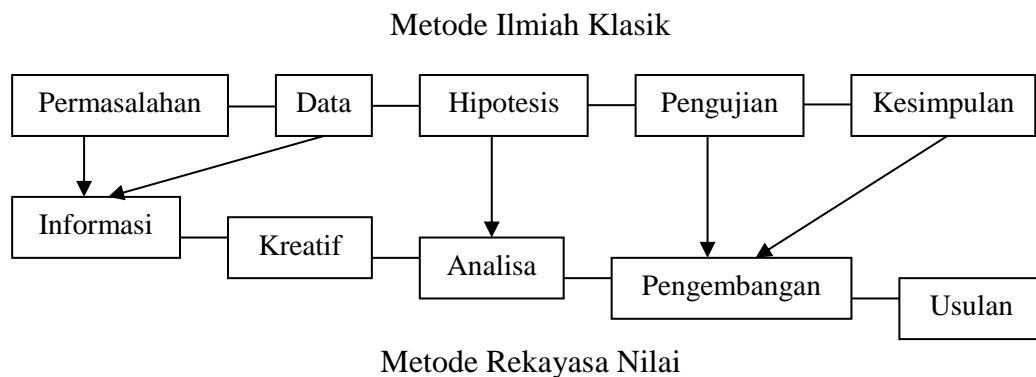 Metode Ilmiah Klasik
Permasalahan Data Hipotesis Pengujian Kesimpulan
Informasi Kreatif Analisa Pengembangan Usulan
Metode Rekayasa Nilai